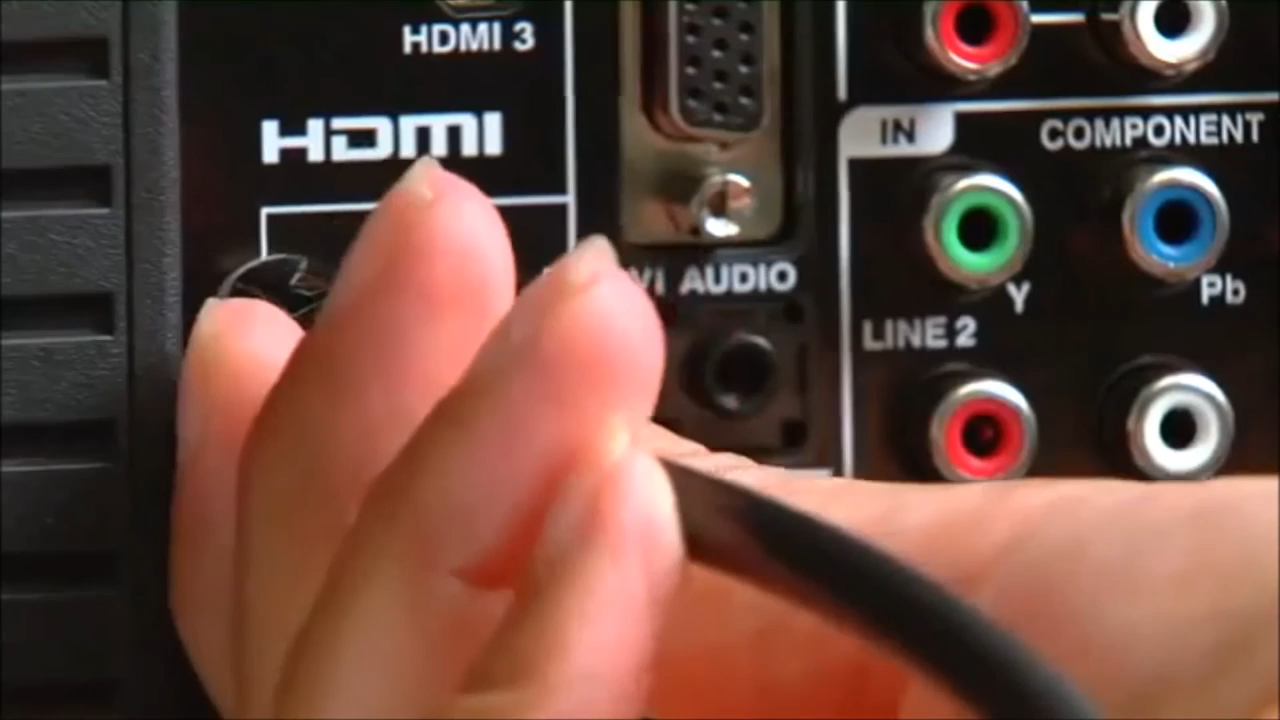 HDMI 3
HDMI
AUDIO
IN
COMPONENT
Y
Pb
LINE 2